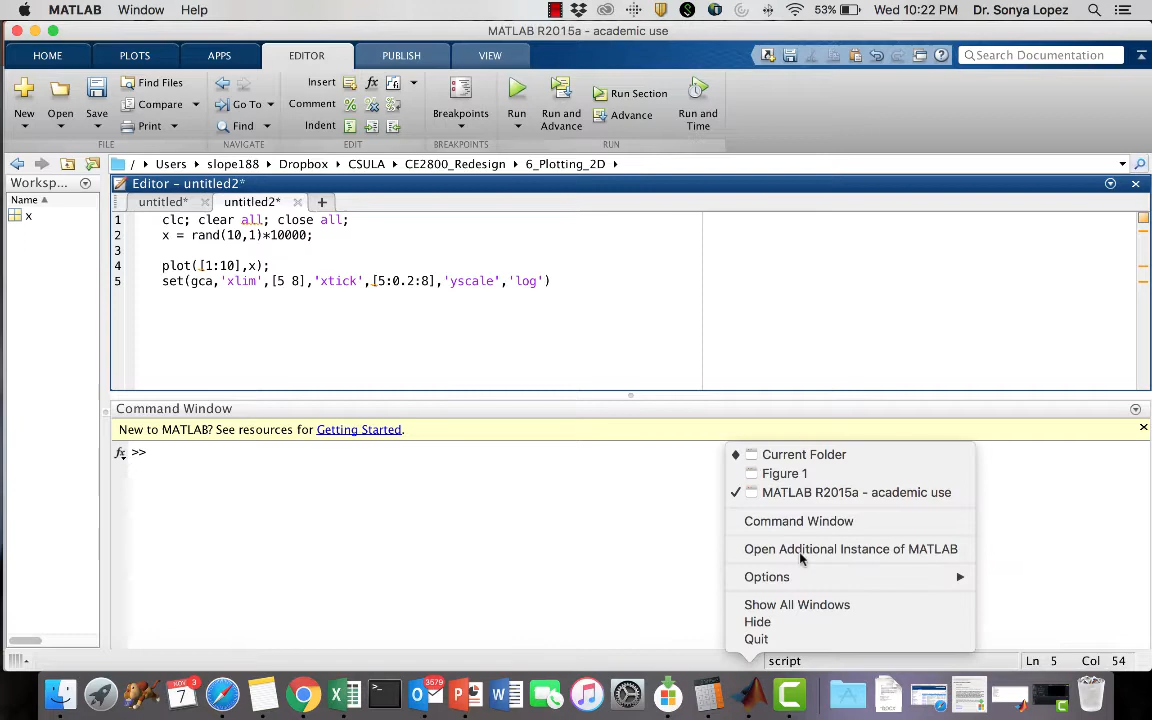 MATLAB Window Help 53% Wed 10:22 PM Dr. Sonya Lopez
MATLAB R2015a - academic use
HOME PLOTS APPS EDITOR PUBLISH VIEW Search Documentation
New Open Save Find Files Compare Print Go To Find Insert fx Comment % Indent Breakpoints Run Run and Advance Run Section Advance Run and Time
FILE NAVIGATE EDIT BREAKPOINTS RUN
/ Users slope188 Dropbox CSULA CE2800_Redesign 6_Plotting_2D
Worksp...
Name
x
Editor - untitled2*
untitled* untitled2* +
1 clc; clear all; close all;
2 x = rand(10,1)*10000;
3
4 plot([1:10],x);
5 set(gca,'xlim',[5 8],'xtick',[5:0.2:8],'yscale','log')
Command Window
New to MATLAB? See resources for Getting Started.
fx >>
Current Folder
Figure 1
MATLAB R2015a - academic use
Command Window
Open Additional Instance of MATLAB
Options
Show All Windows
Hide
Quit
script Ln 5 Col 54
NOV 3
7 3679